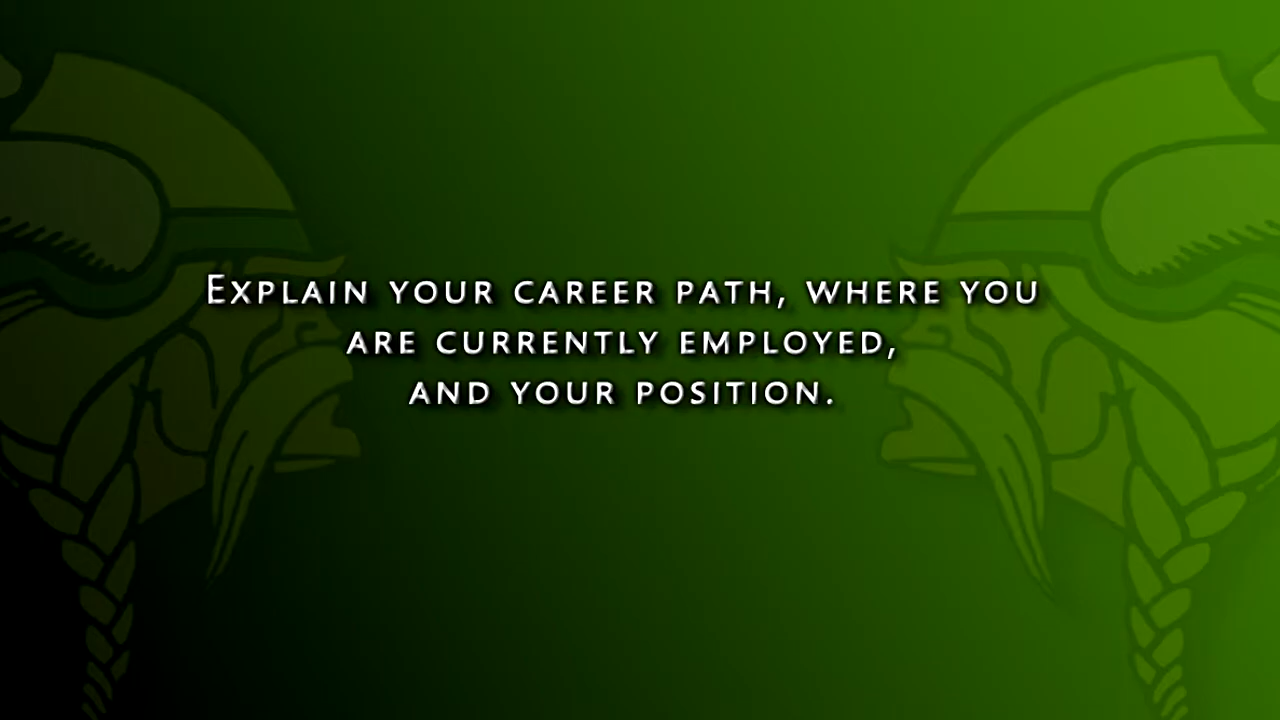 Explain your career path, where you
are currently employed,
and your position.